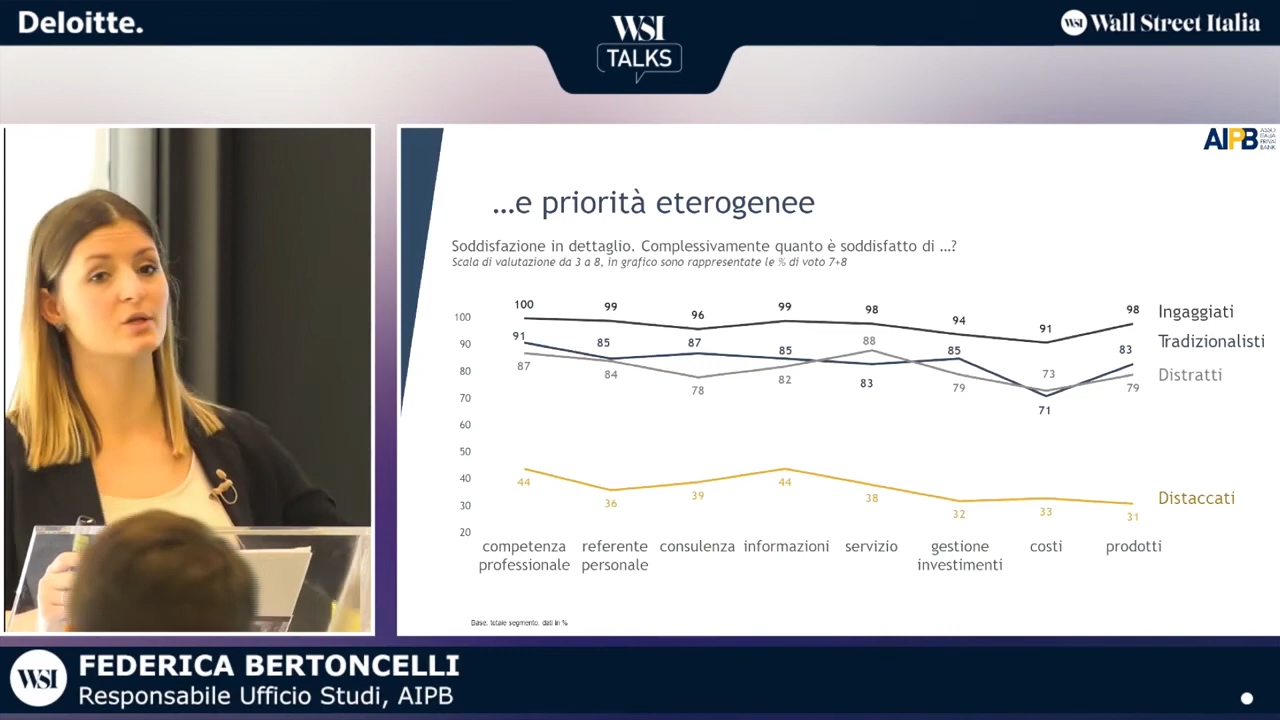 Deloitte.
WSI
TALKS
WSI Wall Street Italia
AIPB
…e priorità eterogenee
Soddisfazione in dettaglio. Complessivamente quanto è soddisfatto di …?
Scala di valutazione da 3 a 8, in grafico sono rappresentate le % di voto 7+8
100 99 96 99 98 94 91 98
91 85 87 85 83 85 71 83
87 84 78 82 88 79 73 79
44 36 39 44 38 32 33 31
100
90
80
70
60
50
40
30
20
Ingaggiati
Tradizionalisti
Distratti
Distaccati
competenza professionale
referente personale
consulenza
informazioni
servizio
gestione investimenti
costi
prodotti
Base: totale segmento, dati in %
WSI
FEDERICA BERTONCELLI
Responsabile Ufficio Studi, AIPB